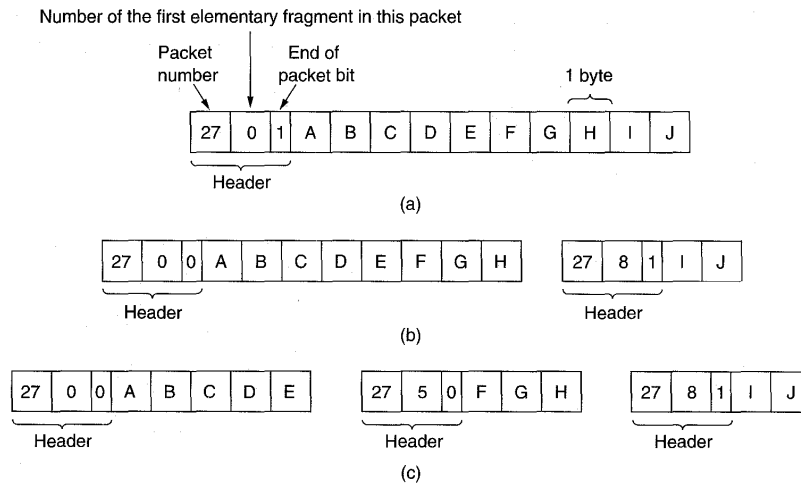 Number of the first elementary fragment in this packet
Packet number
End of packet bit
1 byte
27 0 1 A B C D E F G H I J
Header
(a)
27 0 0 A B C D E F G H 27 8 1 I J
Header Header
(b)
27 0 0 A B C D E 27 5 0 F G H 27 8 1 I J
Header Header Header
(c)